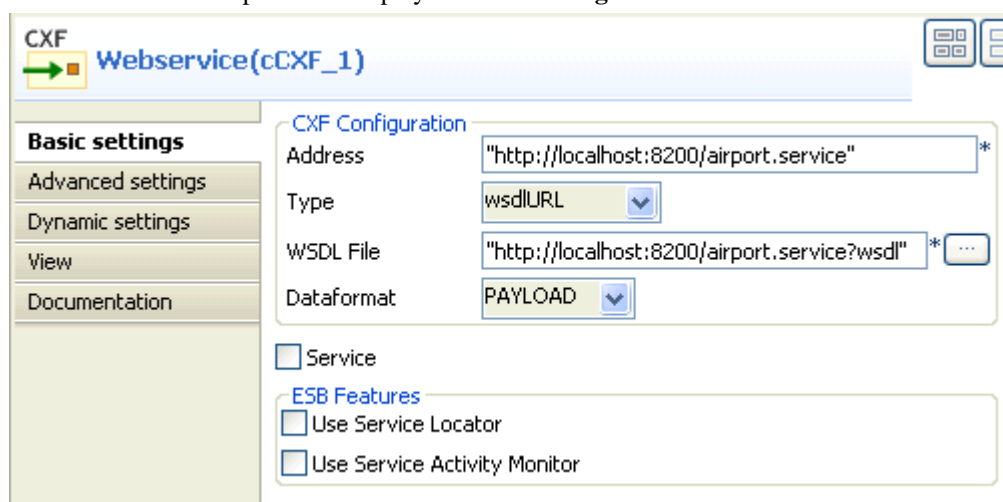 CXF
Webservice(cCXF_1)
Basic settings
Advanced settings
Dynamic settings
View
Documentation
CXF Configuration
Address "http://localhost:8200/airport.service" *
Type wsdlURL
WSDL File "http://localhost:8200/airport.service?wsdl" * ...
Dataformat PAYLOAD
Service
ESB Features
Use Service Locator
Use Service Activity Monitor